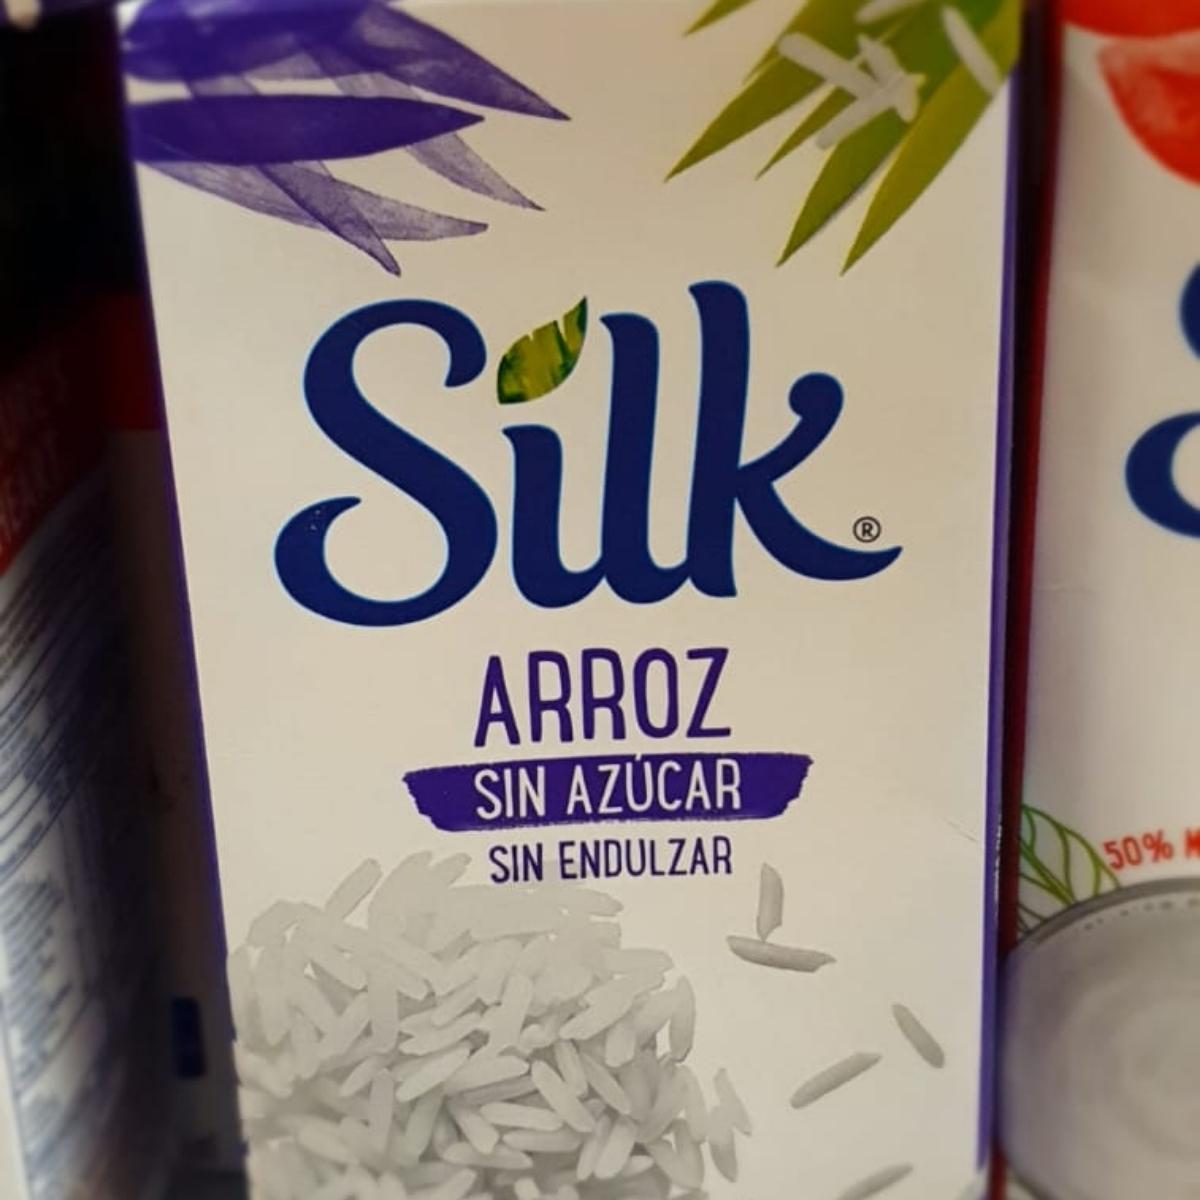 Silk®
ARROZ
SIN AZÚCAR
SIN ENDULZAR
50%